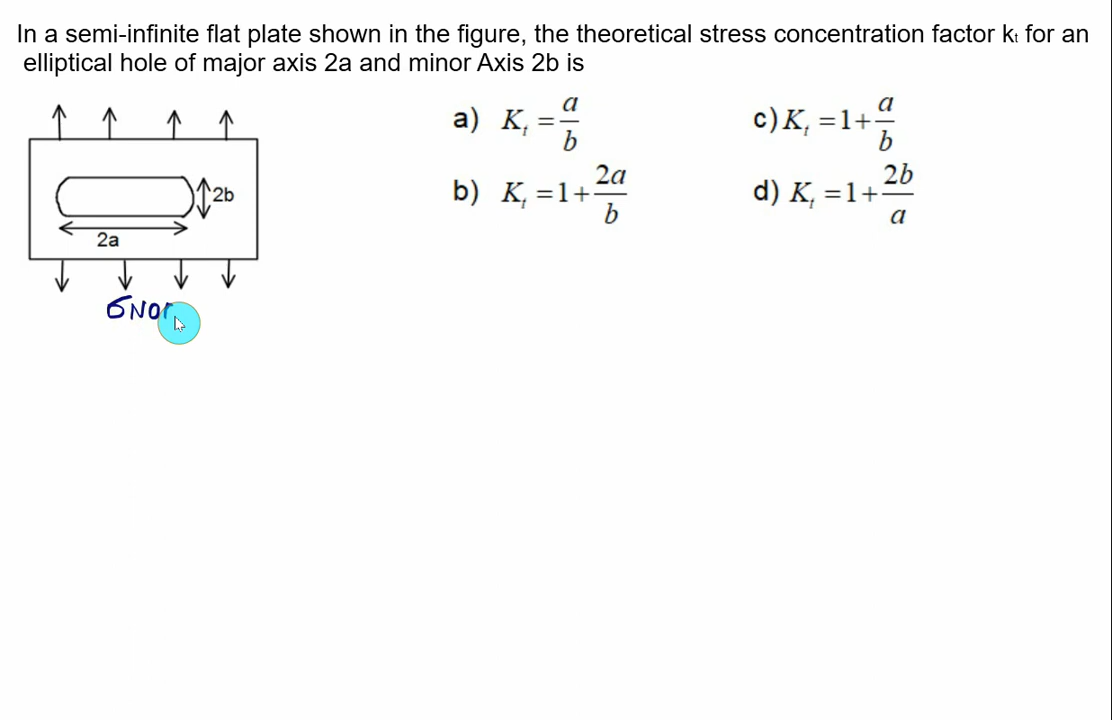 In a semi-infinite flat plate shown in the figure, the theoretical stress concentration factor kₜ for an
elliptical hole of major axis 2a and minor Axis 2b is
a) Kₜ = a/b
c) Kₜ = 1+ a/b
b) Kₜ = 1+ 2a/b
d) Kₜ = 1+ 2b/a
2b
2a
σNo